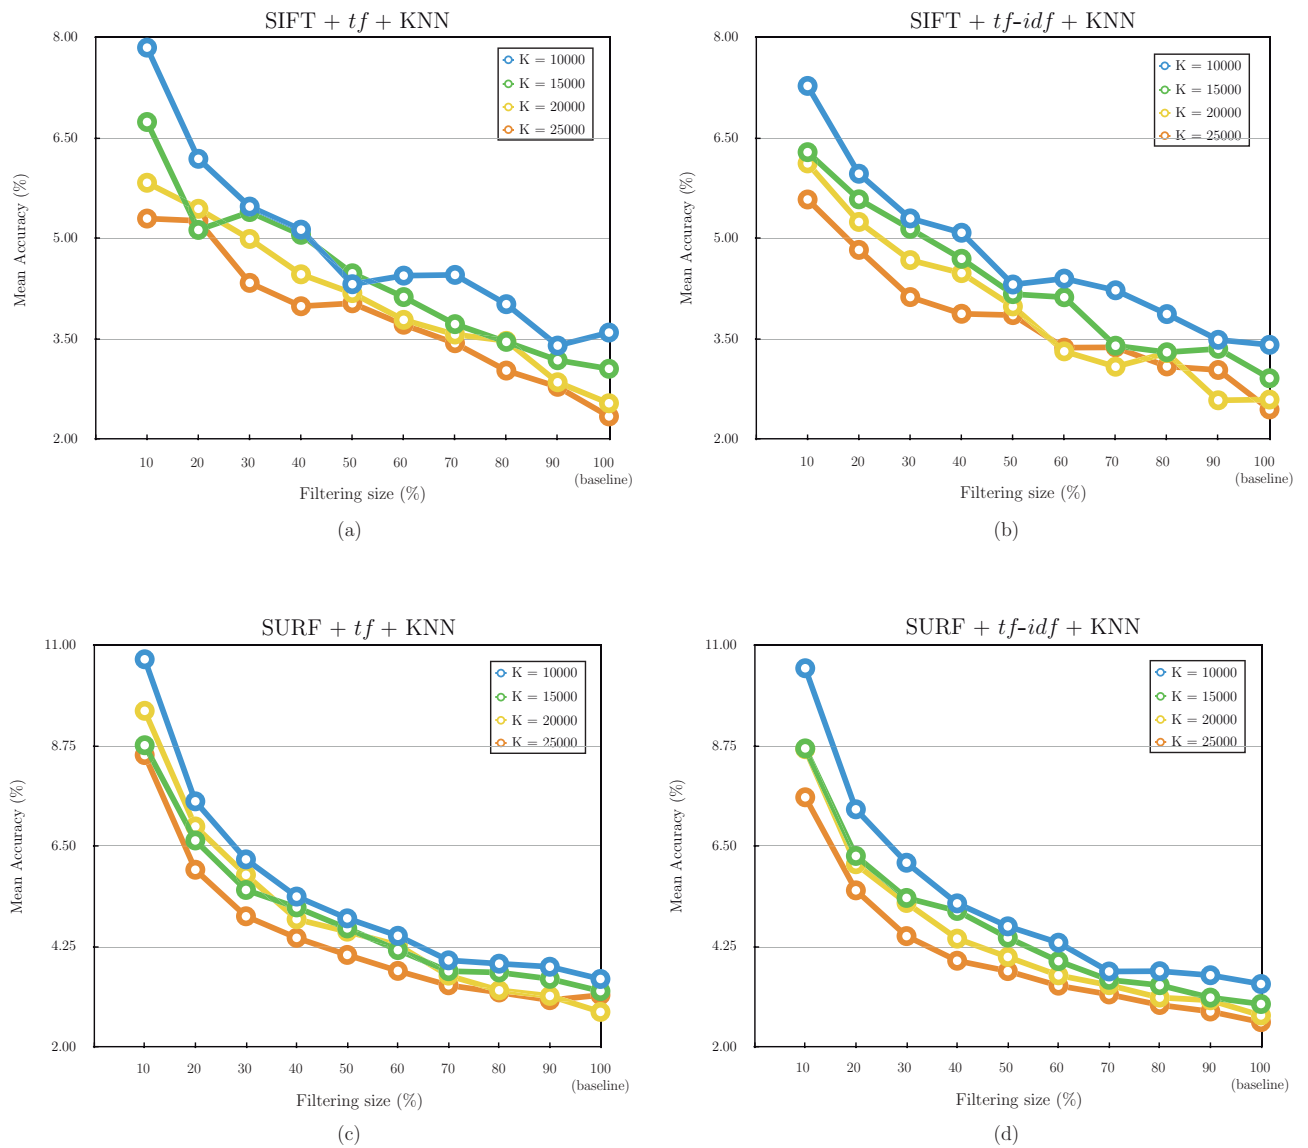 SIFT + tf + KNN
8.00
6.50
5.00
3.50
2.00
Mean Accuracy (%)
K = 10000
K = 15000
K = 20000
K = 25000
10 20 30 40 50 60 70 80 90 100
(baseline)
Filtering size (%)
(a)
SIFT + tf-idf + KNN
8.00
6.50
5.00
3.50
2.00
Mean Accuracy (%)
K = 10000
K = 15000
K = 20000
K = 25000
10 20 30 40 50 60 70 80 90 100
(baseline)
Filtering size (%)
(b)
SURF + tf + KNN
11.00
8.75
6.50
4.25
2.00
Mean Accuracy (%)
K = 10000
K = 15000
K = 20000
K = 25000
10 20 30 40 50 60 70 80 90 100
(baseline)
Filtering size (%)
(c)
SURF + tf-idf + KNN
11.00
8.75
6.50
4.25
2.00
Mean Accuracy (%)
K = 10000
K = 15000
K = 20000
K = 25000
10 20 30 40 50 60 70 80 90 100
(baseline)
Filtering size (%)
(d)